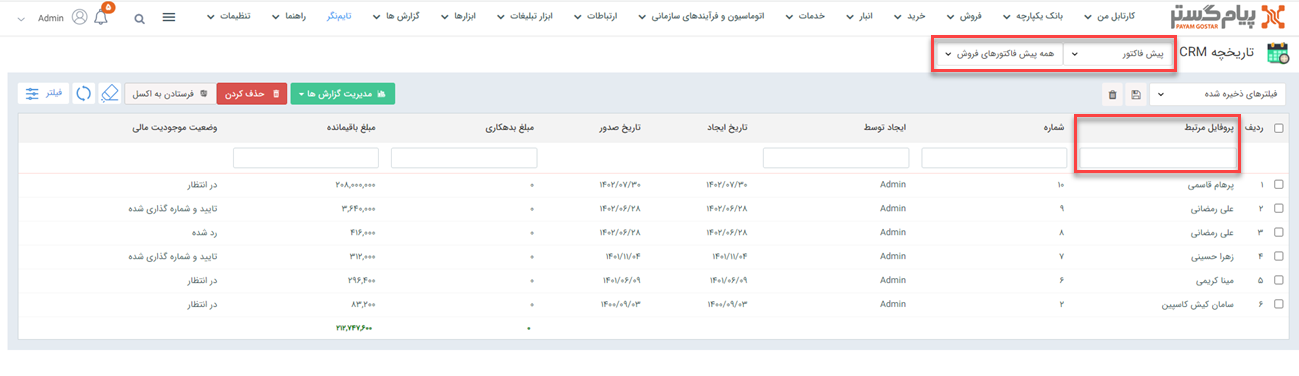 پیام گستر PAYAM GOSTAR کارتابل من بانک یکپارچه فروش خرید انبار خدمات اتوماسیون و فرآیندهای سازمانی ارتباطات ابزار تبلیغات ابزارها گزارش ها تایم‌نگر راهنما تنظیمات ۵ Admin
تاریخچه CRM پیش فاکتور همه پیش فاکتورهای فروش
فیلترهای ذخیره شده مدیریت گزارش ها حذف کردن فرستادن به اکسل فیلتر
ردیف پروفایل مرتبط شماره ایجاد توسط تاریخ ایجاد تاریخ صدور مبلغ بدهکاری مبلغ باقیمانده وضعیت موجودیت مالی
۱ پرهام قاسمی ۱۰ Admin ۱۴۰۲/۰۷/۳۰ ۱۴۰۲/۰۷/۳۰ ۰ ۲۰۸,۰۰۰,۰۰۰ در انتظار
۲ علی رمضانی ۹ Admin ۱۴۰۲/۰۶/۲۸ ۱۴۰۲/۰۶/۲۸ ۰ ۳,۶۴۰,۰۰۰ تایید و شماره گذاری شده
۳ علی رمضانی ۸ Admin ۱۴۰۲/۰۶/۲۸ ۱۴۰۲/۰۶/۲۸ ۰ ۴۱۶,۰۰۰ رد شده
۴ زهرا حسینی ۷ Admin ۱۴۰۱/۱۱/۰۴ ۱۴۰۱/۱۱/۰۴ ۰ ۳۱۲,۰۰۰ تایید و شماره گذاری شده
۵ مینا کریمی ۶ Admin ۱۴۰۱/۰۶/۰۹ ۱۴۰۱/۰۶/۰۹ ۰ ۲۹۶,۴۰۰ در انتظار
۶ سامان کیش کاسپین ۲ Admin ۱۴۰۰/۰۹/۰۳ ۱۴۰۰/۰۹/۰۳ ۰ ۸۳,۲۰۰ در انتظار
۰ ۲۱۲,۷۴۷,۶۰۰